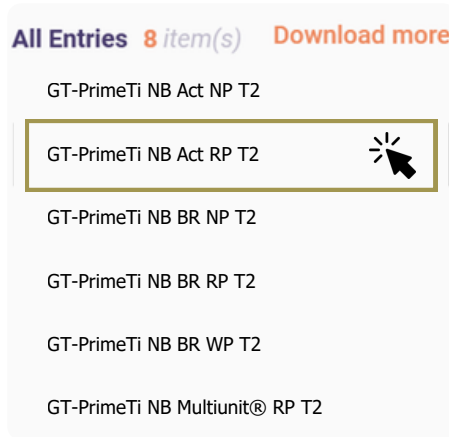 All Entries 8 item(s) Download more
GT-PrimeTi NB Act NP T2
GT-PrimeTi NB Act RP T2
GT-PrimeTi NB BR NP T2
GT-PrimeTi NB BR RP T2
GT-PrimeTi NB BR WP T2
GT-PrimeTi NB Multiunit® RP T2